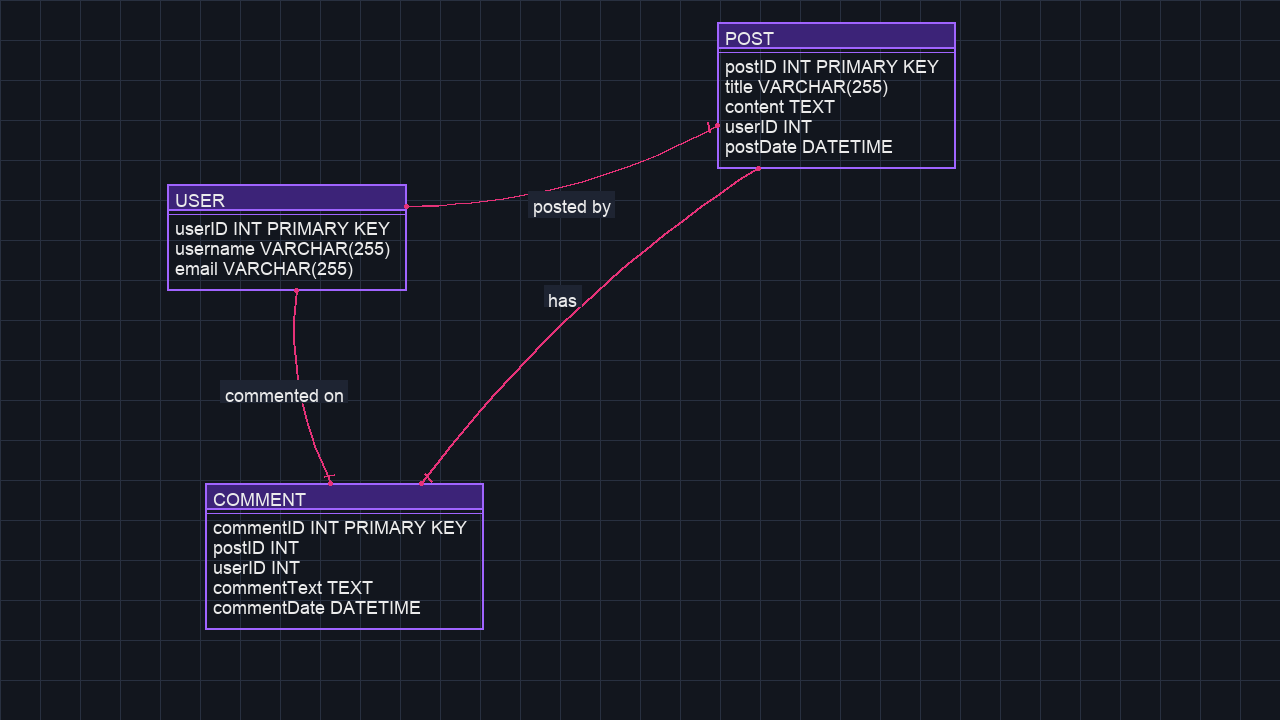 POST
postID INT PRIMARY KEY
title VARCHAR(255)
content TEXT
userID INT
postDate DATETIME
USER
userID INT PRIMARY KEY
username VARCHAR(255)
email VARCHAR(255)
posted by
has
commented on
COMMENT
commentID INT PRIMARY KEY
postID INT
userID INT
commentText TEXT
commentDate DATETIME